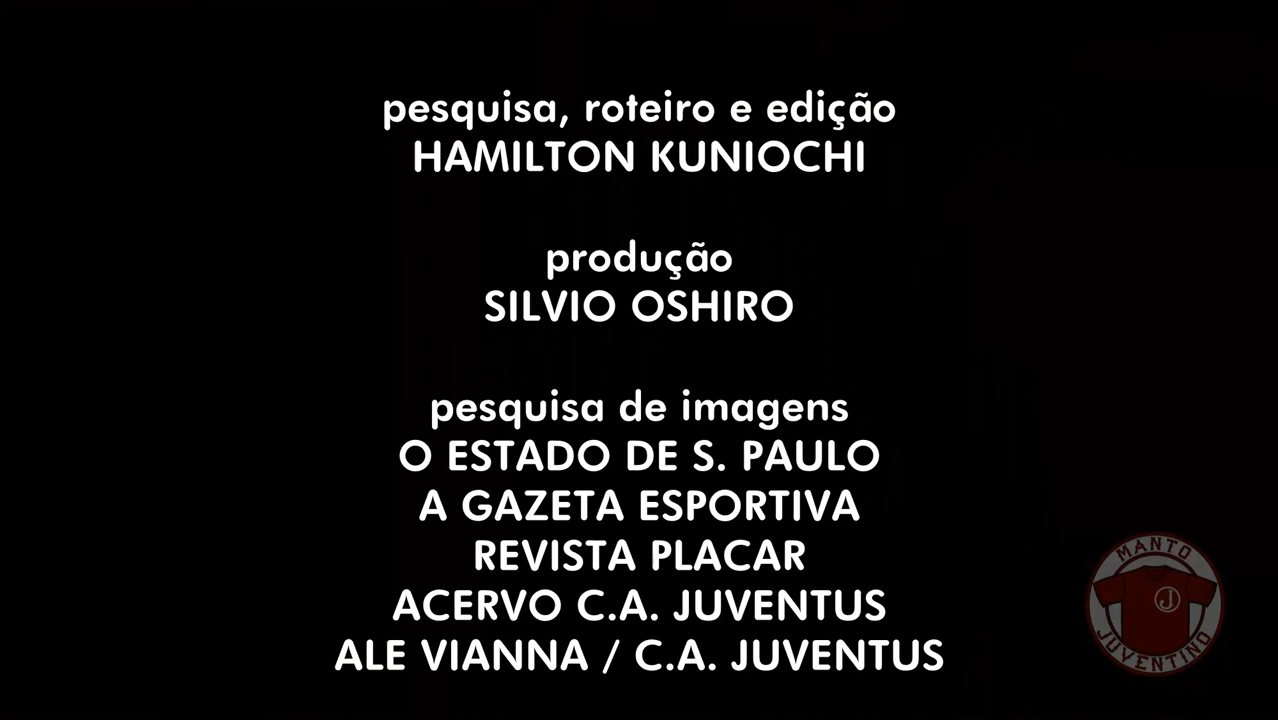 pesquisa, roteiro e edição
HAMILTON KUNIOCHI
produção
SILVIO OSHIRO
pesquisa de imagens
O ESTADO DE S. PAULO
A GAZETA ESPORTIVA
REVISTA PLACAR
ACERVO C.A. JUVENTUS
ALE VIANNA / C.A. JUVENTUS
MANTO
J
JUVENTINO